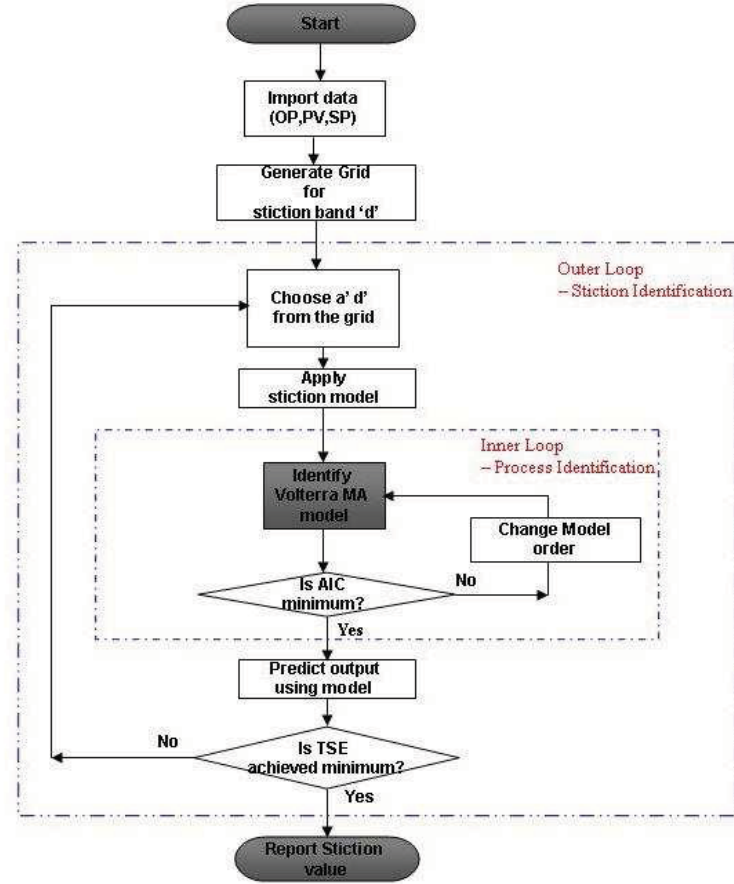 Start
Import data
(OP,PV,SP)
Generate Grid
for
stiction band ‘d’
Outer Loop
– Stiction Identification
Choose a’ d’
from the grid
Apply
stiction model
Inner Loop
– Process Identification
Identify
Volterra MA
model
Change Model
order
Is AIC
minimum?
No
Yes
Predict output
using model
No
Is TSE
achieved minimum?
Yes
Report Stiction
value